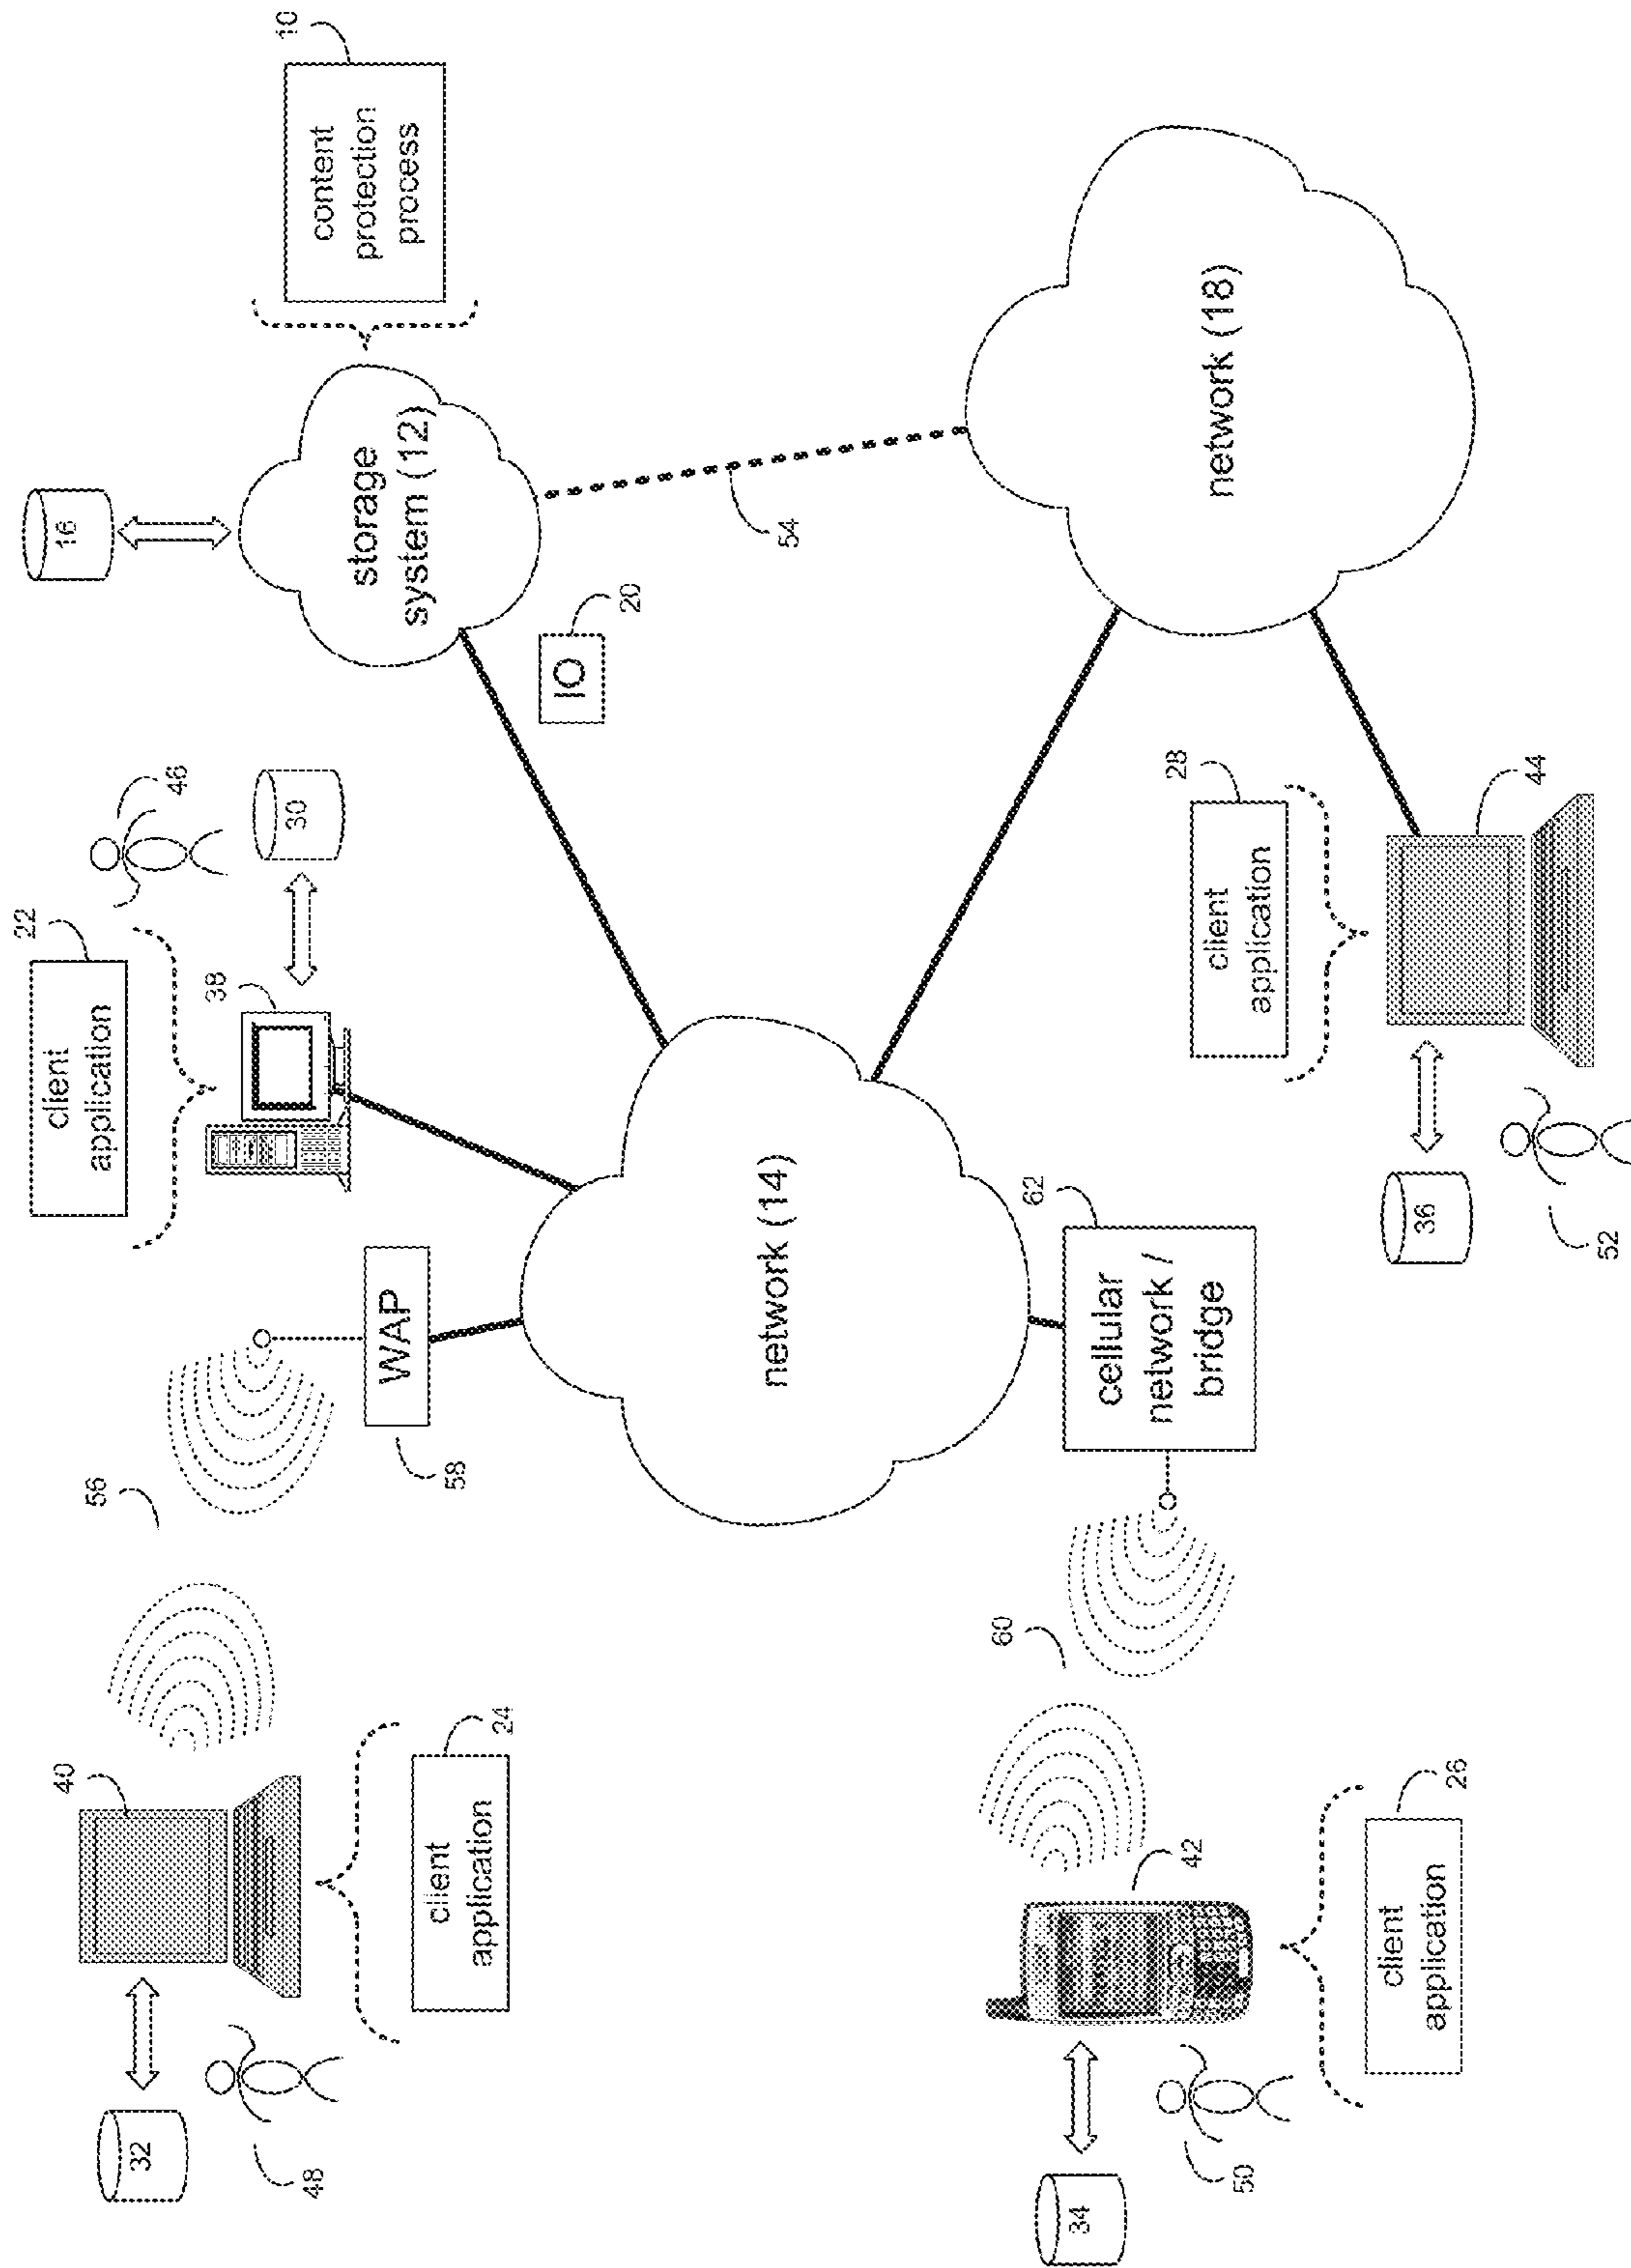 32
48
40
client
application
24
56
58
WAP
client
application
22
38
46
30
16
storage
system (12)
content
protection
process
10
IO
20
54
network (14)
network (18)
34
50
42
client
application
26
60
cellular
network /
bridge
62
36
52
client
application
28
44